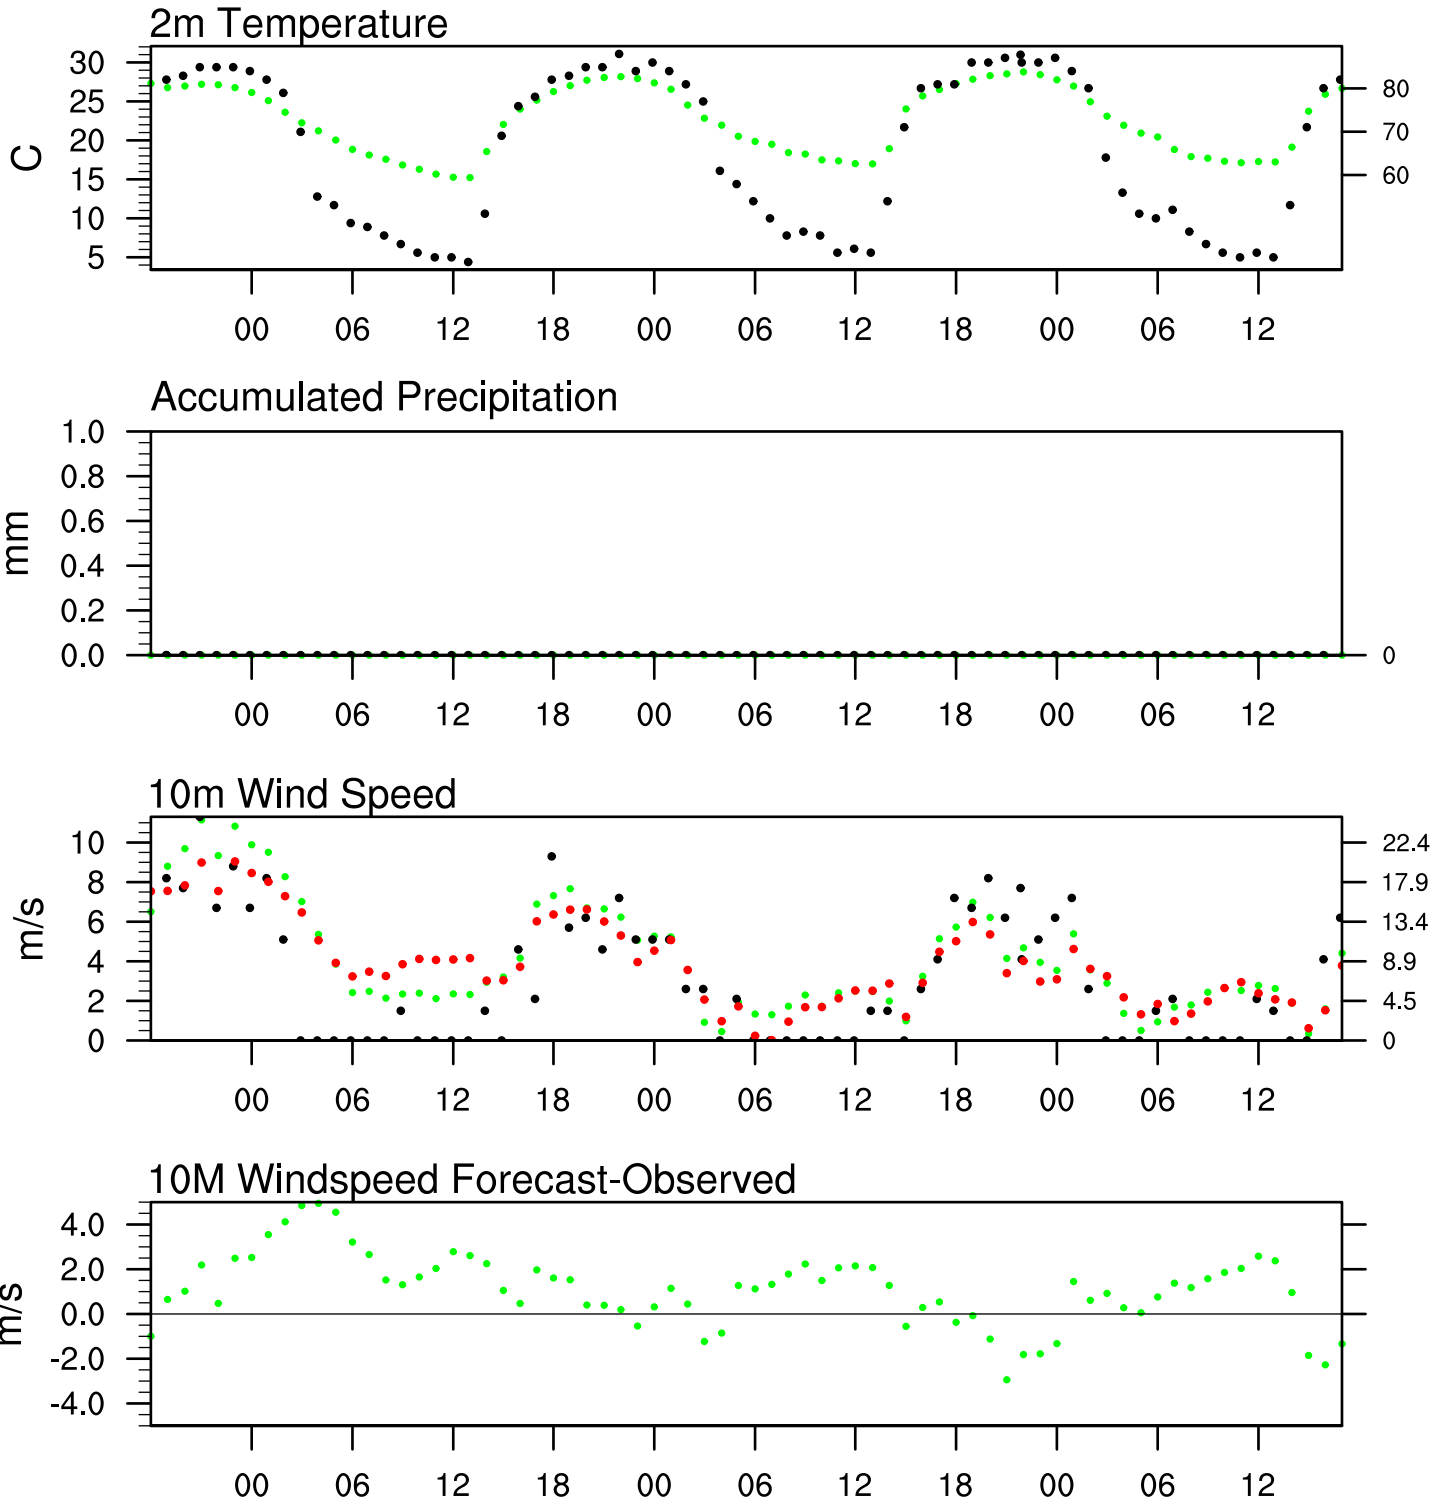 2m Temperature
30
25
20
15
10
5
C
80
70
60
00 06 12 18 00 06 12 18 00 06 12
Accumulated Precipitation
1.0
0.8
0.6
0.4
0.2
0.0
mm
0
00 06 12 18 00 06 12 18 00 06 12
10m Wind Speed
10
8
6
4
2
0
m/s
22.4
17.9
13.4
8.9
4.5
0
00 06 12 18 00 06 12 18 00 06 12
10M Windspeed Forecast-Observed
4.0
2.0
0.0
-2.0
-4.0
m/s
00 06 12 18 00 06 12 18 00 06 12